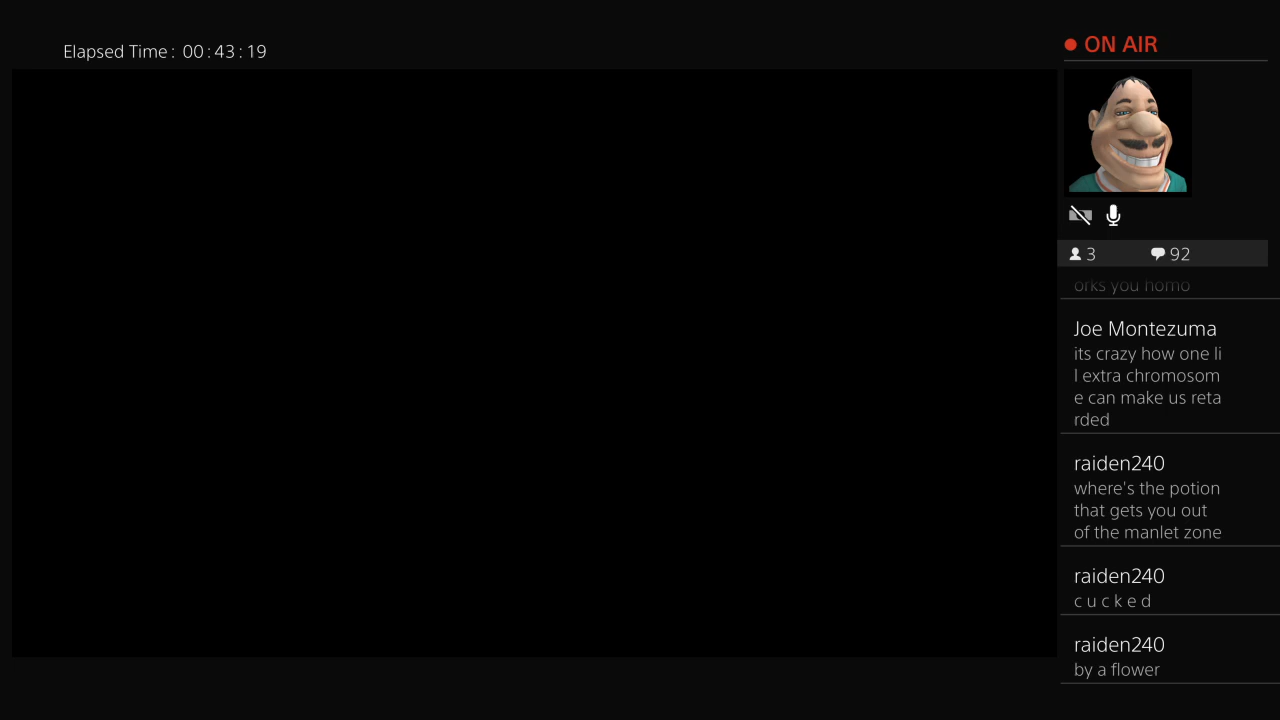 Elapsed Time : 00 : 43 : 19
ON AIR
3 92
orks you homo
Joe Montezuma
its crazy how one li
l extra chromosom
e can make us reta
rded
raiden240
where's the potion
that gets you out
of the manlet zone
raiden240
c u c k e d
raiden240
by a flower